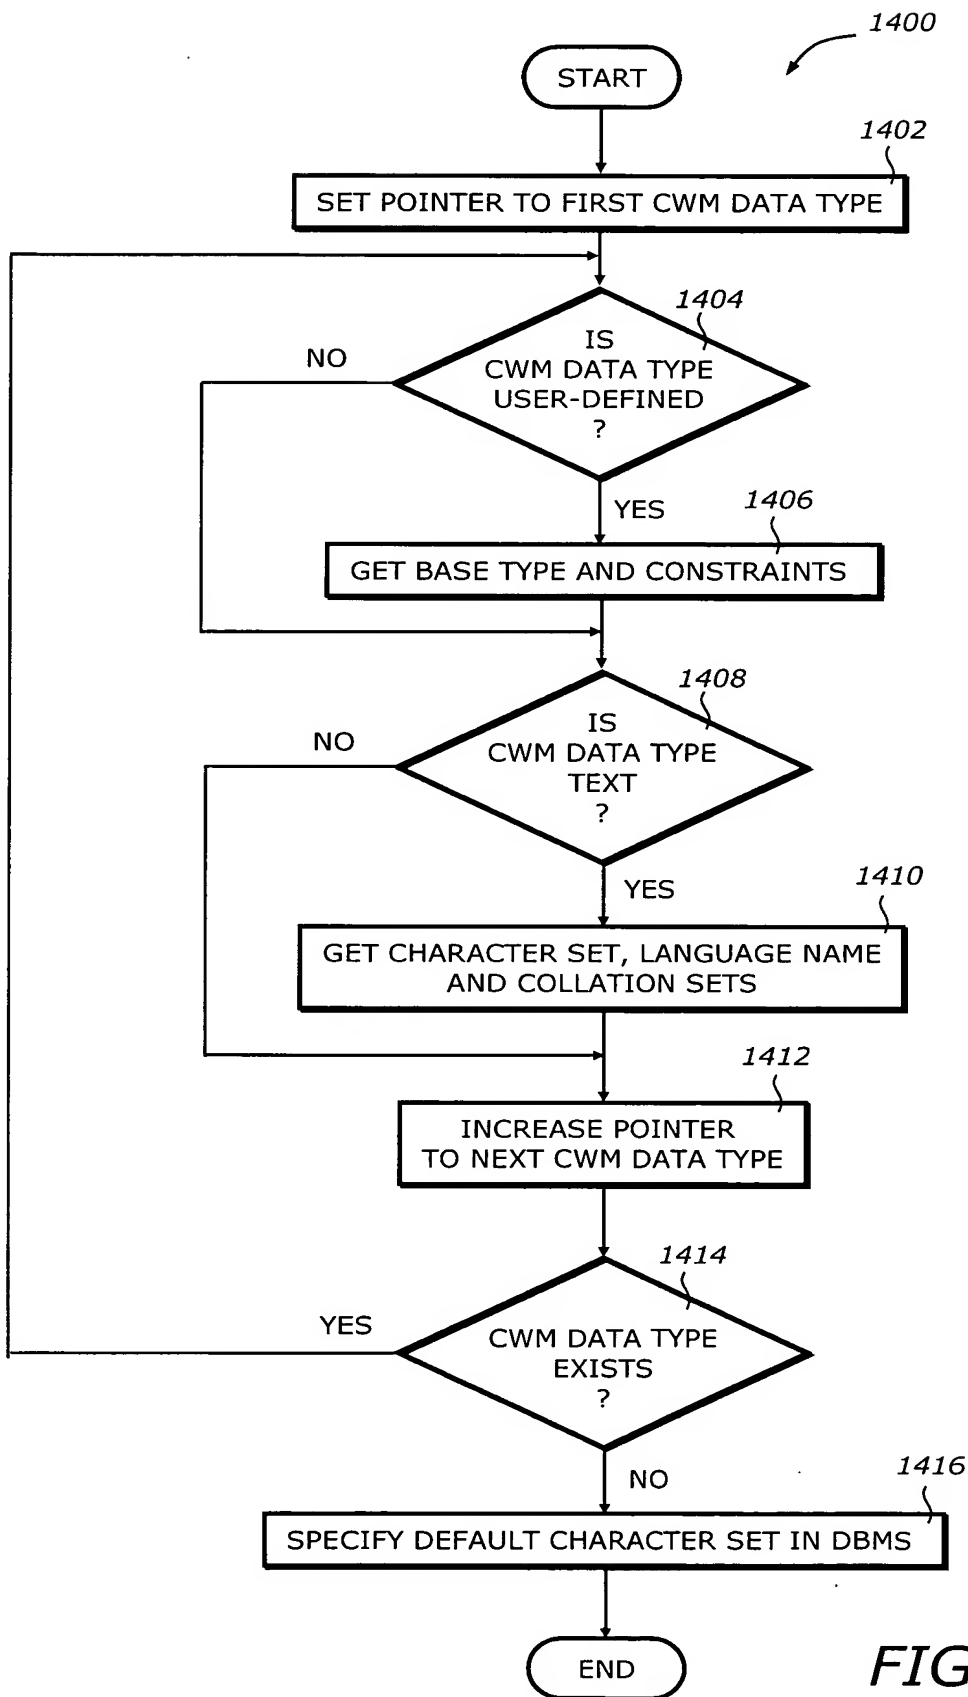 1400
START
1402
SET POINTER TO FIRST CWM DATA TYPE
1404
IS
CWM DATA TYPE
USER-DEFINED
?
NO
YES
1406
GET BASE TYPE AND CONSTRAINTS
1408
IS
CWM DATA TYPE
TEXT
?
NO
YES
1410
GET CHARACTER SET, LANGUAGE NAME
AND COLLATION SETS
1412
INCREASE POINTER
TO NEXT CWM DATA TYPE
1414
CWM DATA TYPE
EXISTS
?
YES
NO
1416
SPECIFY DEFAULT CHARACTER SET IN DBMS
END
FIG